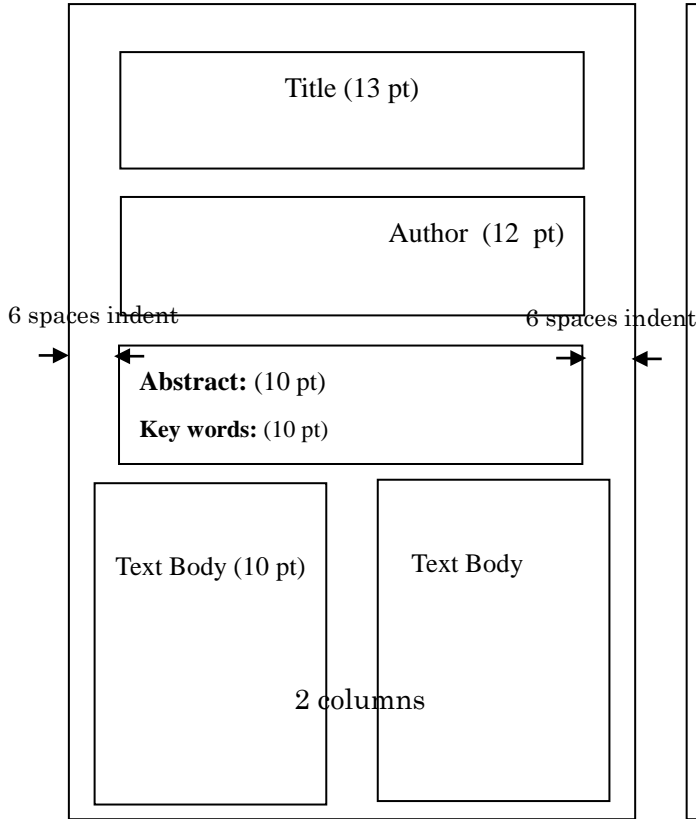 Title (13 pt)
Author (12 pt)
6 spaces indent
6 spaces indent
Abstract: (10 pt)
Key words: (10 pt)
Text Body (10 pt)
Text Body
2 columns